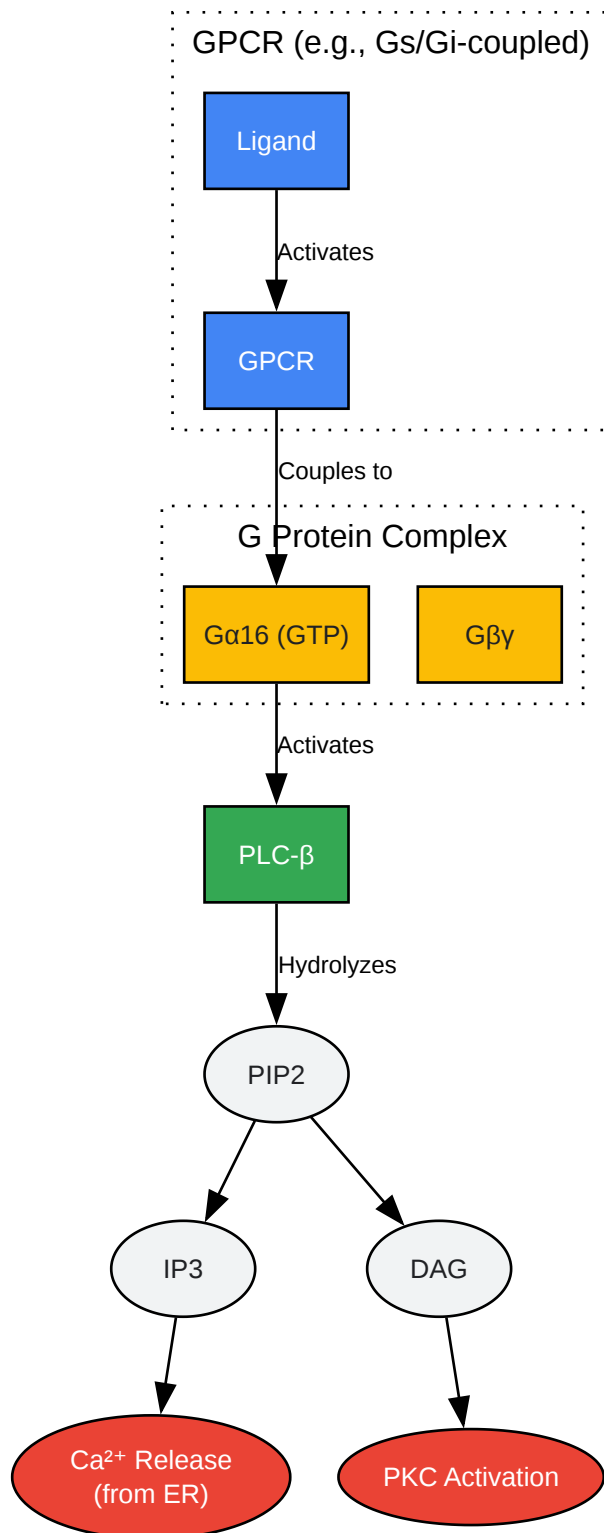 GPCR (e.g., Gs/Gi-coupled)
Ligand
Activates
GPCR
Couples to
G Protein Complex
Gα16 (GTP)
Gβγ
Activates
PLC-β
Hydrolyzes
PIP2
IP3
DAG
Ca²⁺ Release
(from ER)
PKC Activation